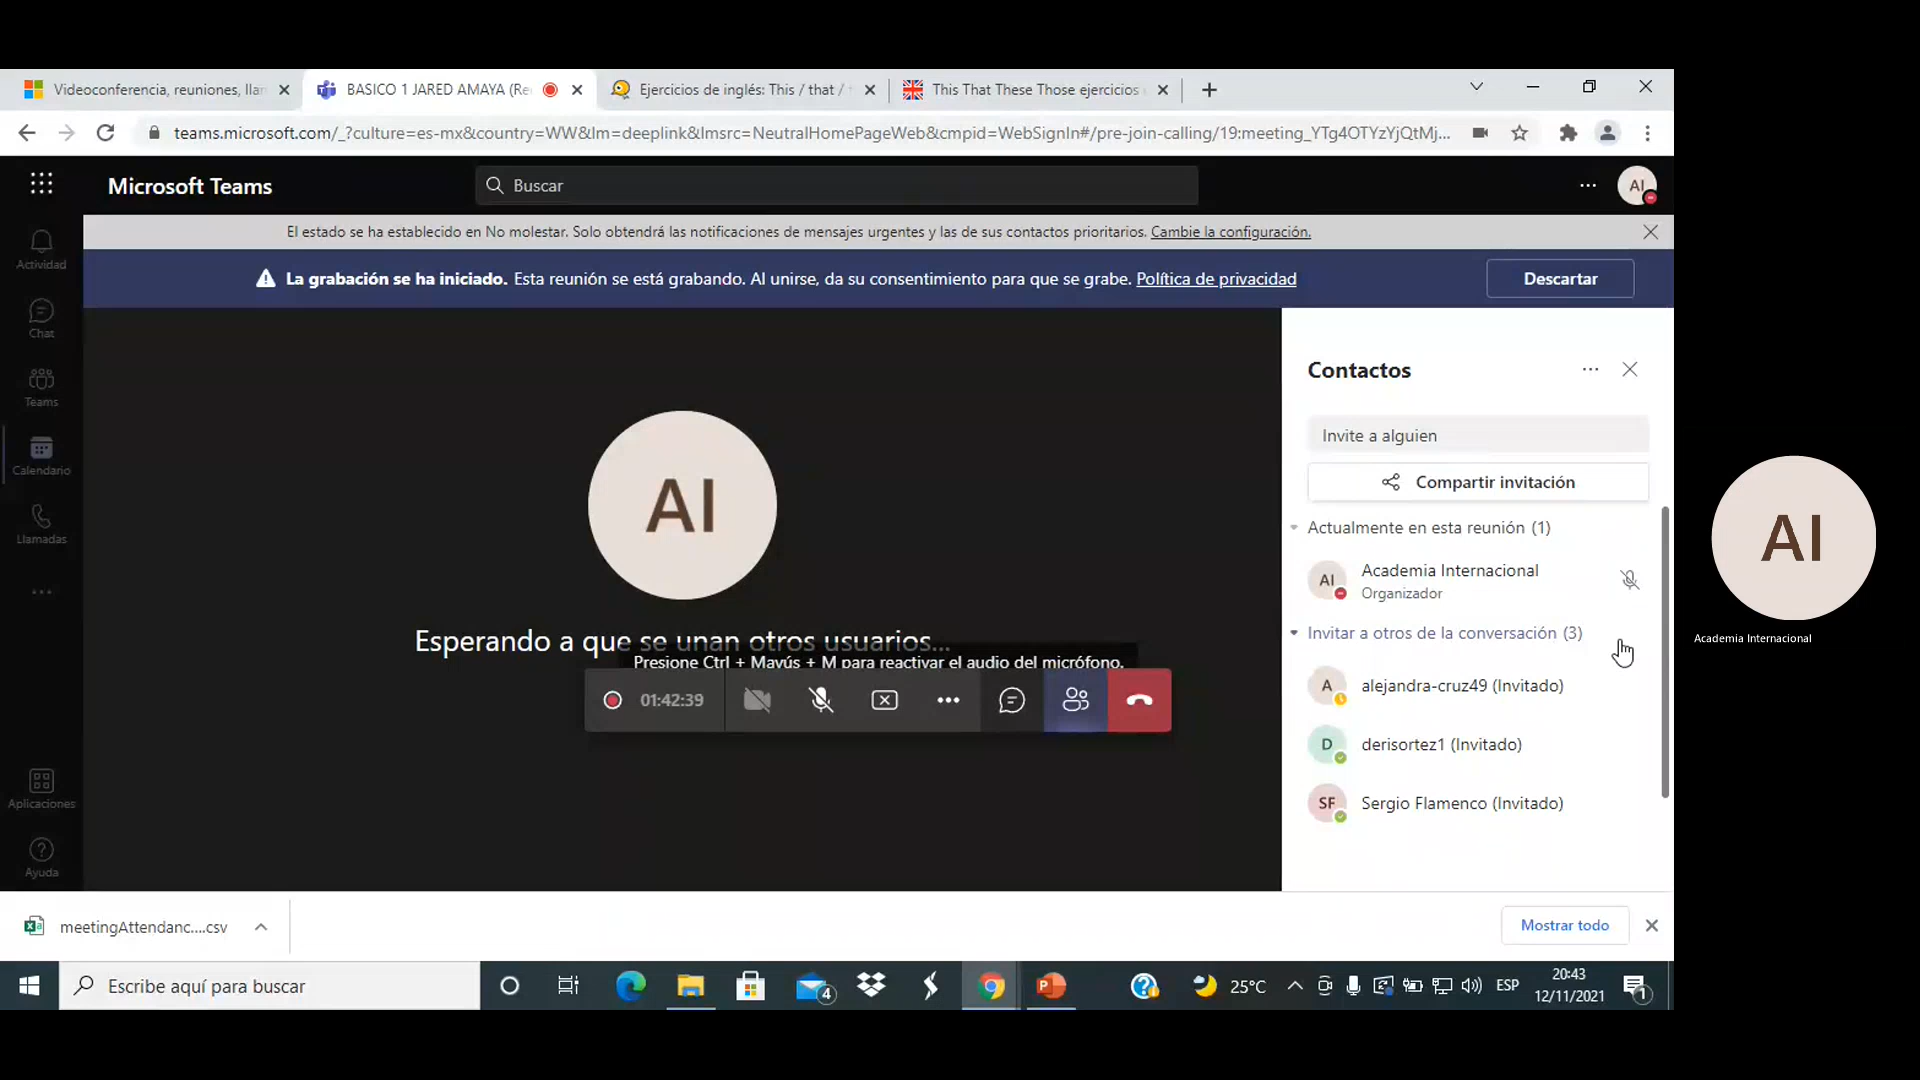 Videoconferencia, reuniones, lla
BASICO 1 JARED AMAYA (Re
Ejercicios de inglés: This / that /
This That These Those ejercicios
teams.microsoft.com/_?culture=es-mx&country=WW&lm=deeplink&lmsrc=NeutralHomePageWeb&cmpid=WebSignIn#/pre-join-calling/19:meeting_YTg4OTYzYjQtMj...
Microsoft Teams
Buscar
AI
El estado se ha establecido en No molestar. Solo obtendrá las notificaciones de mensajes urgentes y las de sus contactos prioritarios. Cambie la configuración.
La grabación se ha iniciado. Esta reunión se está grabando. Al unirse, da su consentimiento para que se grabe. Política de privacidad
Descartar
Actividad
Chat
Teams
Calendario
Llamadas
Aplicaciones
Ayuda
AI
Esperando a que se unan otros usuarios...
Presione Ctrl + Mayús + M para reactivar el audio del micrófono.
01:42:39
Contactos
Invite a alguien
Compartir invitación
Actualmente en esta reunión (1)
AI
Academia Internacional
Organizador
Invitar a otros de la conversación (3)
A
alejandra-cruz49 (Invitado)
D
derisortez1 (Invitado)
SF
Sergio Flamenco (Invitado)
AI
Academia Internacional
meetingAttendanc....csv
Mostrar todo
Escribe aquí para buscar
4
25°C
ESP
20:43
12/11/2021
1